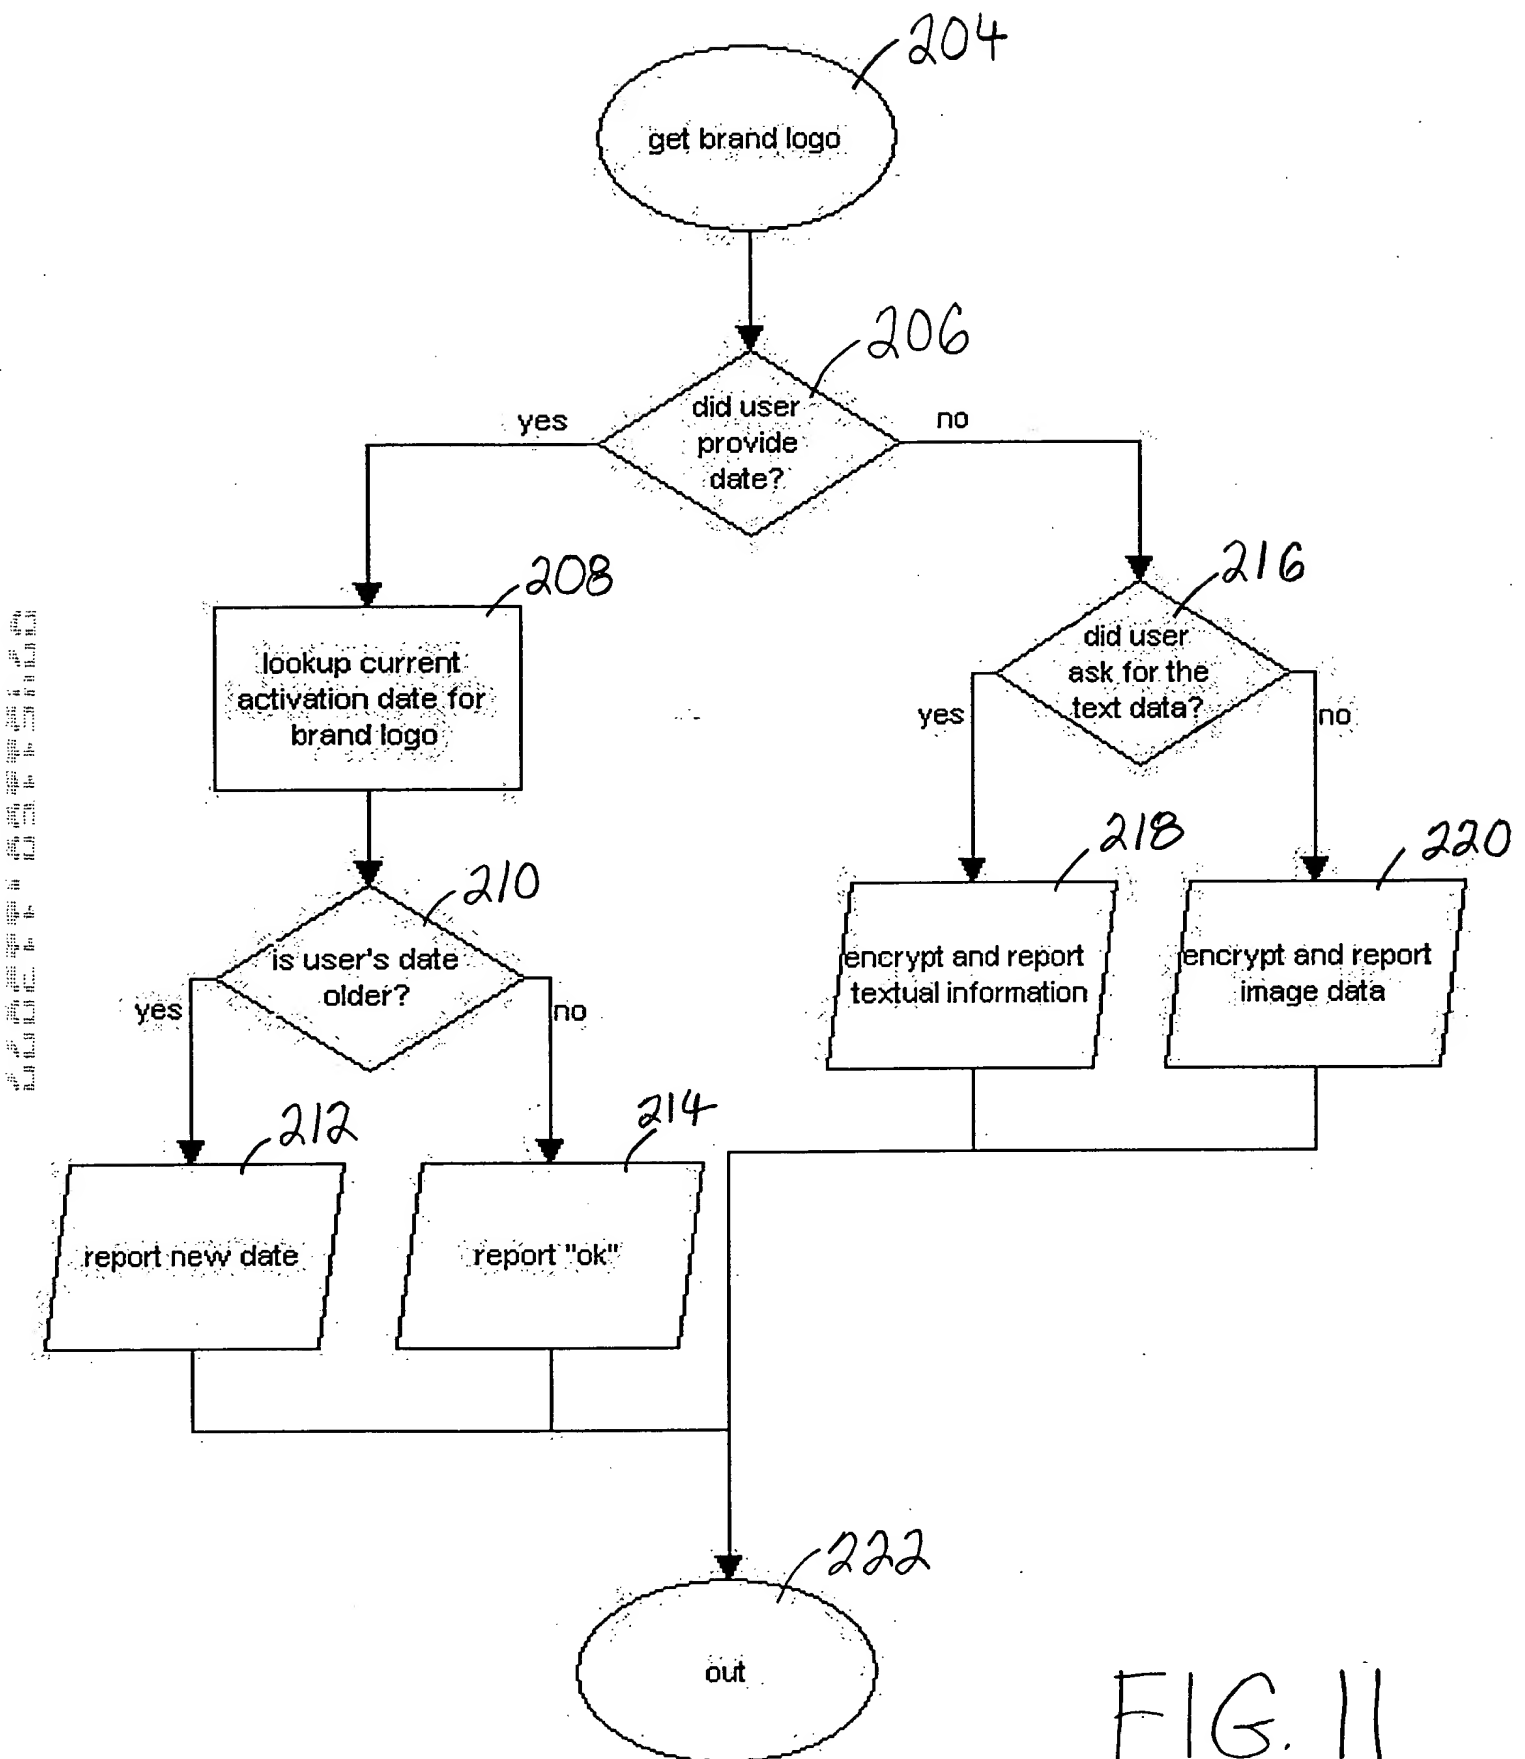 204
get brand logo
206
did user
provide
date?
yes
no
208
lookup current
activation date for
brand logo
216
did user
ask for the
text data?
yes
no
210
is user's date
older?
yes
no
218
encrypt and report
textual information
220
encrypt and report
image data
212
report new date
214
report "ok"
222
out
FIG. 11